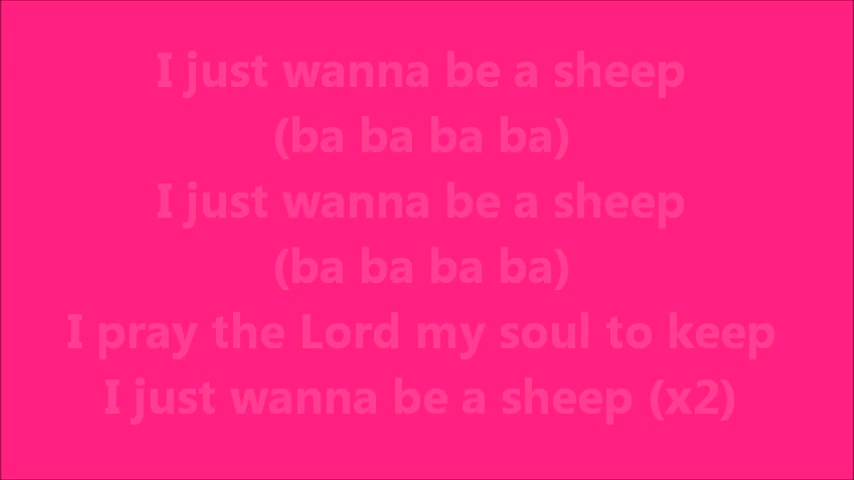 I just wanna be a sheep
(ba ba ba ba)
I just wanna be a sheep
(ba ba ba ba)
I pray the Lord my soul to keep
I just wanna be a sheep (x2)